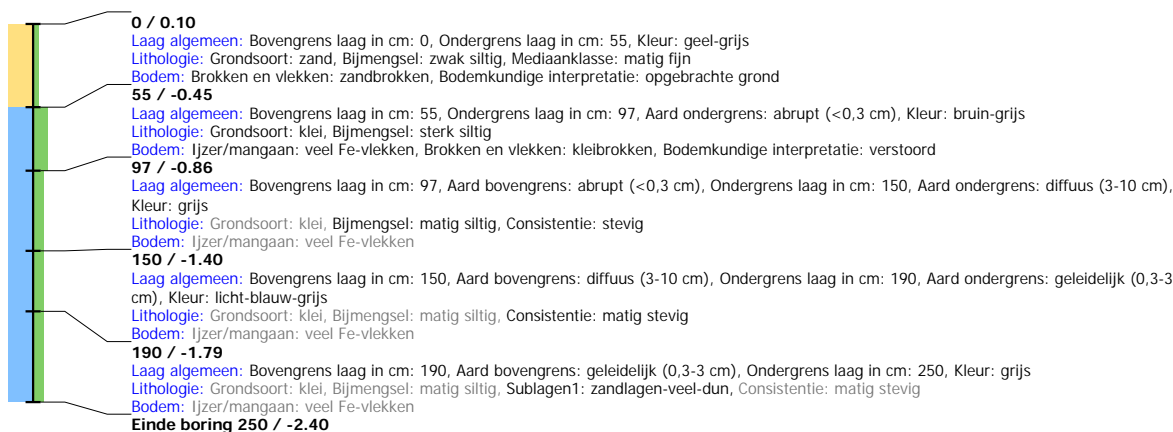 0 / 0.10
Laag algemeen: Bovengrens laag in cm: 0, Ondergrens laag in cm: 55, Kleur: geel-grijs
Lithologie: Grondsoort: zand, Bijmengsel: zwak siltig, Mediaanklasse: matig fijn
Bodem: Brokken en vlekken: zandbrokken, Bodemkundige interpretatie: opgebrachte grond
55 / -0.45
Laag algemeen: Bovengrens laag in cm: 55, Ondergrens laag in cm: 97, Aard ondergrens: abrupt (<0,3 cm), Kleur: bruin-grijs
Lithologie: Grondsoort: klei, Bijmengsel: sterk siltig
Bodem: Ijzer/mangaan: veel Fe-vlekken, Brokken en vlekken: kleibrokken, Bodemkundige interpretatie: verstoord
97 / -0.86
Laag algemeen: Bovengrens laag in cm: 97, Aard bovengrens: abrupt (<0,3 cm), Ondergrens laag in cm: 150, Aard ondergrens: diffuus (3-10 cm),
Kleur: grijs
Lithologie: Grondsoort: klei, Bijmengsel: matig siltig, Consistentie: stevig
Bodem: Ijzer/mangaan: veel Fe-vlekken
150 / -1.40
Laag algemeen: Bovengrens laag in cm: 150, Aard bovengrens: diffuus (3-10 cm), Ondergrens laag in cm: 190, Aard ondergrens: geleidelijk (0,3-3
cm), Kleur: licht-blauw-grijs
Lithologie: Grondsoort: klei, Bijmengsel: matig siltig, Consistentie: matig stevig
Bodem: Ijzer/mangaan: veel Fe-vlekken
190 / -1.79
Laag algemeen: Bovengrens laag in cm: 190, Aard bovengrens: geleidelijk (0,3-3 cm), Ondergrens laag in cm: 250, Kleur: grijs
Lithologie: Grondsoort: klei, Bijmengsel: matig siltig, Sublagen1: zandlagen-veel-dun, Consistentie: matig stevig
Bodem: Ijzer/mangaan: veel Fe-vlekken
Einde boring 250 / -2.40